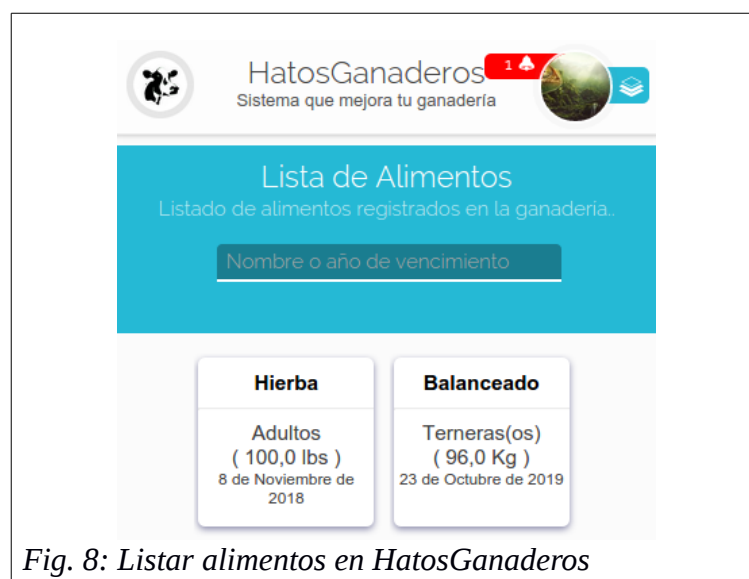 HatosGanaderos
1
Sistema que mejora tu ganadería
Lista de Alimentos
Listado de alimentos registrados en la ganaderia..
Nombre o año de vencimiento
Hierba
Adultos
( 100,0 lbs )
8 de Noviembre de
2018
Balanceado
Terneras(os)
( 96,0 Kg )
23 de Octubre de 2019
Fig. 8: Listar alimentos en HatosGanaderos